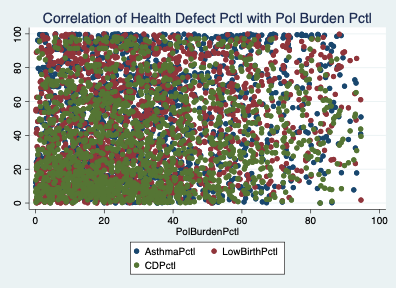 Correlation of Health Defect Pctl with Pol Burden Pctl
100
80
60
40
20
0
0 20 40 60 80 100
PolBurdenPctl
AsthmaPctl LowBirthPctl
CDPctl